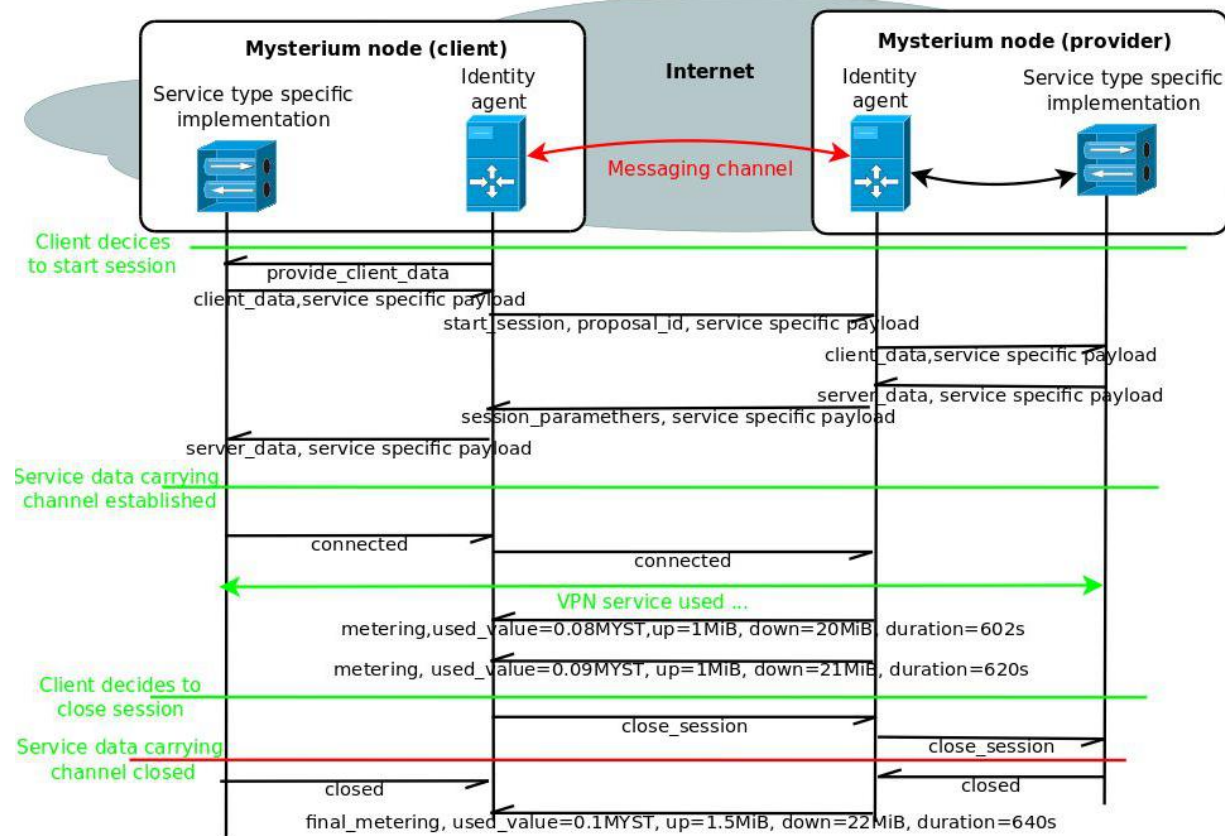 Mysterium node (client)
Internet
Mysterium node (provider)
Service type specific
implementation
Identity
agent
Identity
agent
Service type specific
implementation
Messaging channel
Client decices
to start session
provide_client_data
client_data,service specific payload
start_session, proposal_id, service specific payload
client_data,service specific payload
server_data, service specific payload
session_paramethers, service specific payload
server_data, service specific payload
Service data carrying
channel established
connected
connected
VPN service used ...
metering,used_value=0.08MYST,up=1MiB, down=20MiB, duration=602s
metering, used_value=0.09MYST, up=1MiB, down=21MiB, duration=620s
Client decides to
close session
close_session
close_session
Service data carrying
channel closed
closed
closed
final_metering, used_value=0.1MYST, up=1.5MiB, down=22MiB, duration=640s